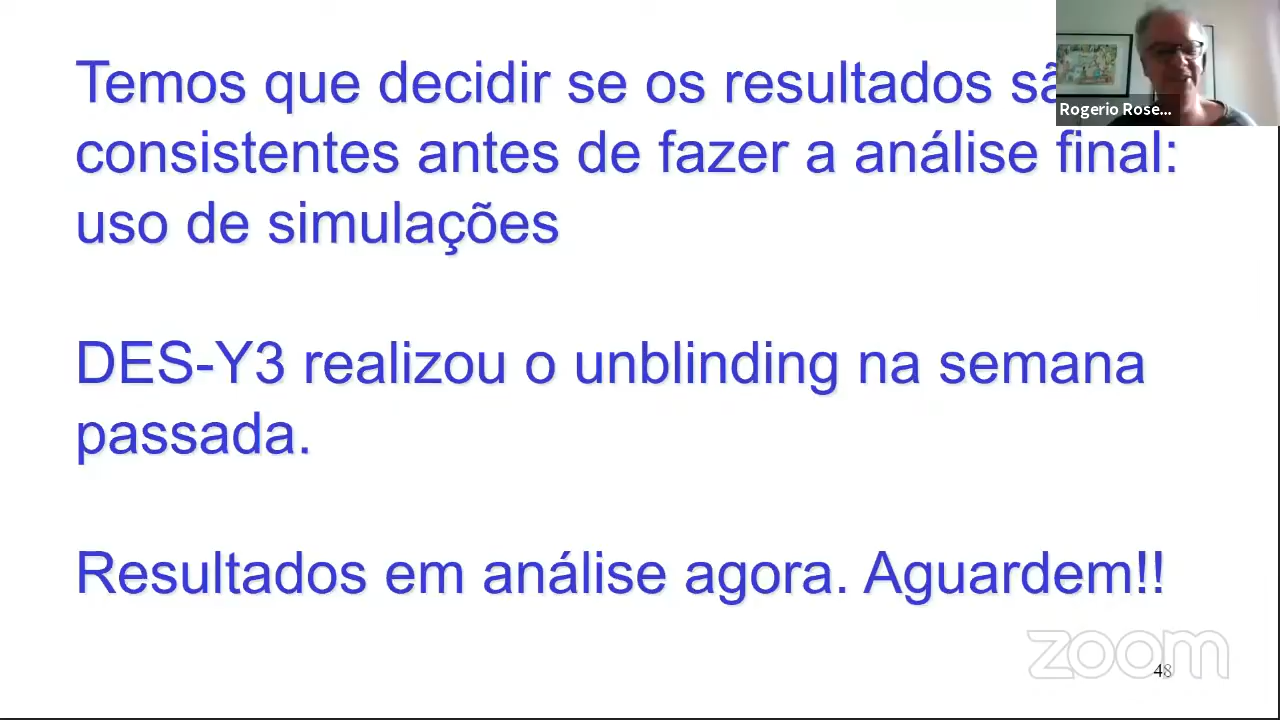 Temos que decidir se os resultados
consistentes antes de fazer a análise final:
uso de simulações
DES-Y3 realizou o unblinding na semana
passada.
Resultados em análise agora. Aguardem!!
Rogerio Rose...
zoom
48